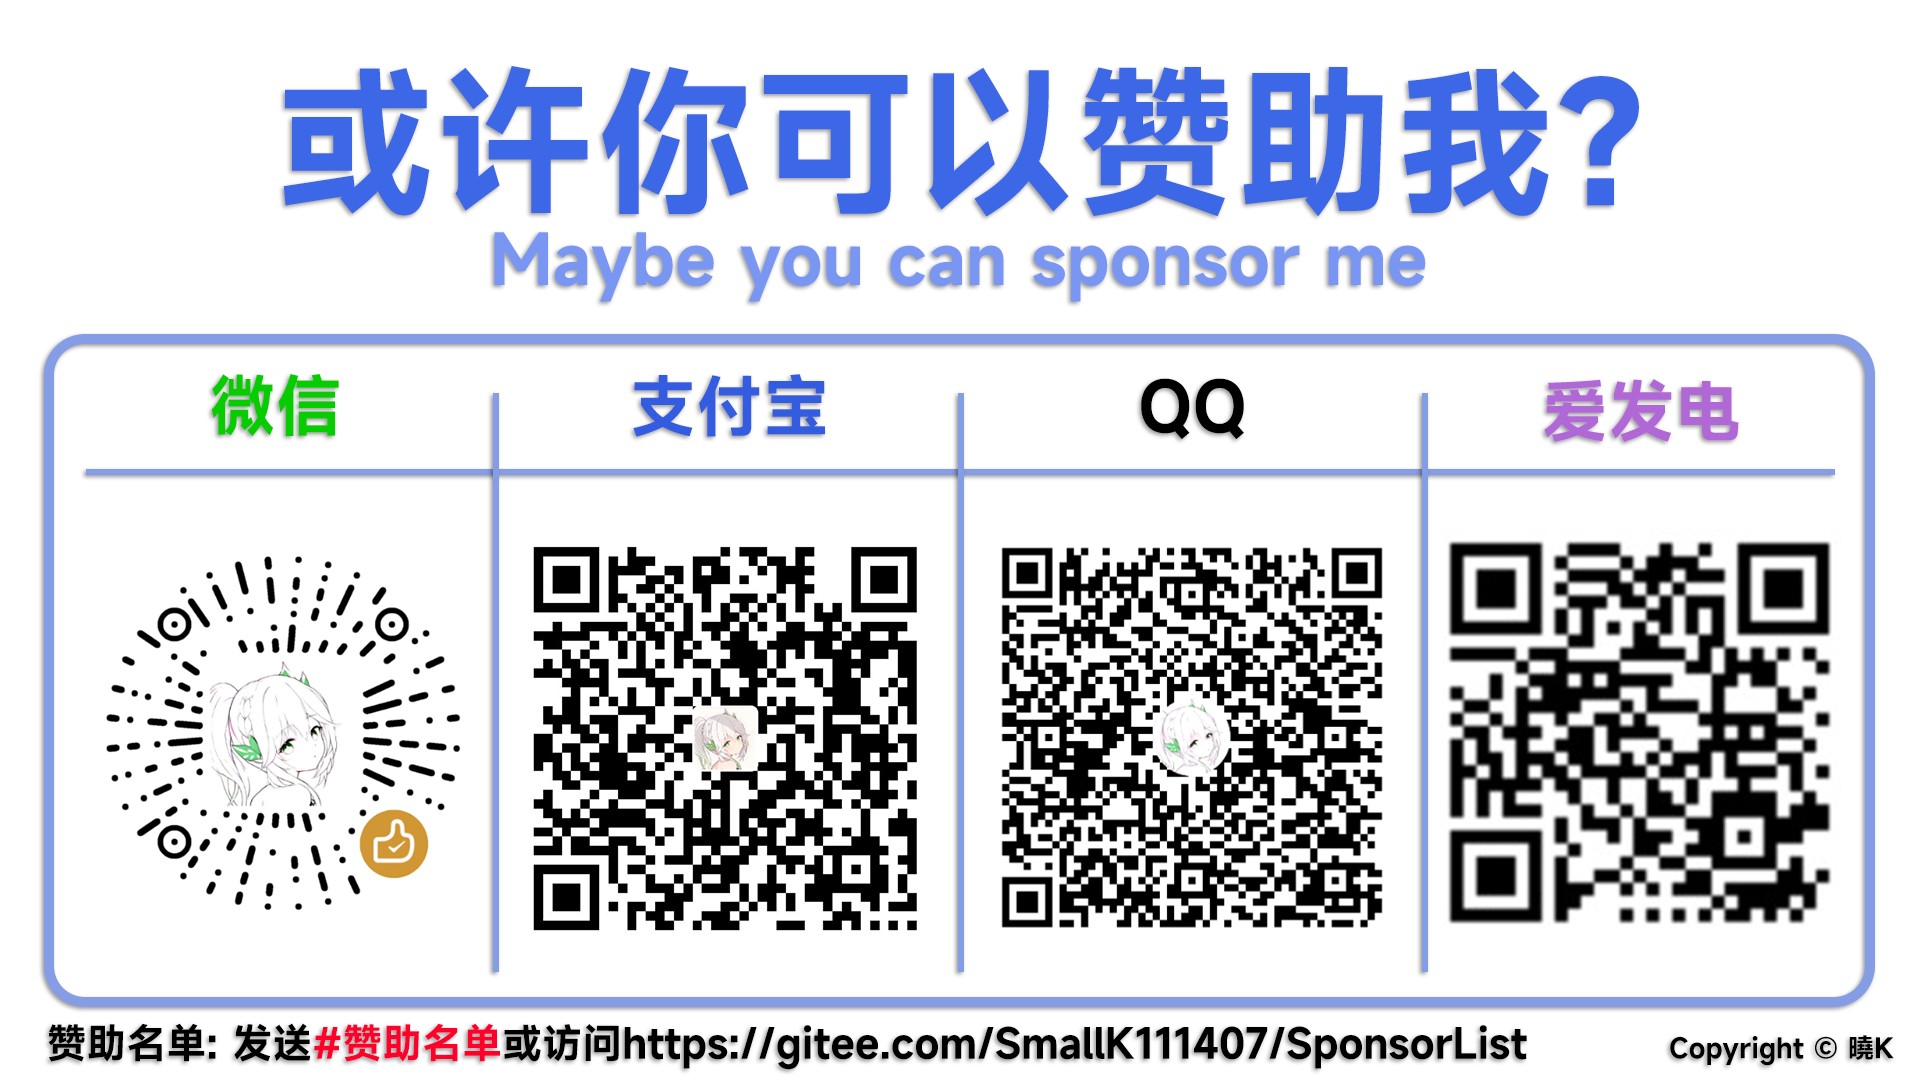 或许你可以赞助我?
Maybe you can sponsor me
微信
支付宝
QQ
爱发电
赞助名单: 发送#赞助名单或访问https://gitee.com/SmallK111407/SponsorList
Copyright © 曉K